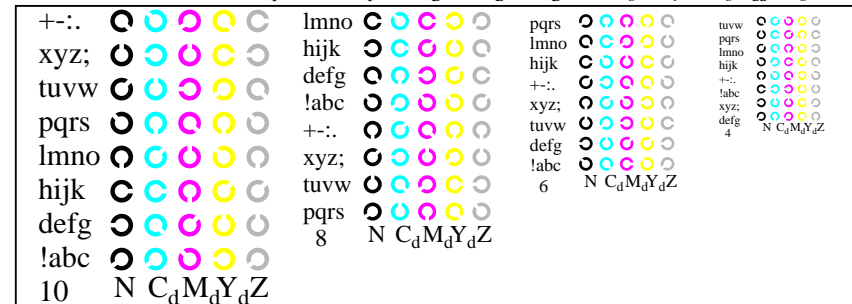 +-:.
xyz;
tuvw
pqrs
lmno
hijk
defg
!abc
10 N CdMdYdZ
lmno
hijk
defg
!abc
+-:.
xyz;
tuvw
pqrs
8 N CdMdYdZ
pqrs
lmno
hijk
+-:.
xyz;
tuvw
defg
!abc
6 N CdMdYdZ
tuvw
pqrs
lmno
hijk
+-:.
!abc
xyz;
defg
4 N CdMdYdZ